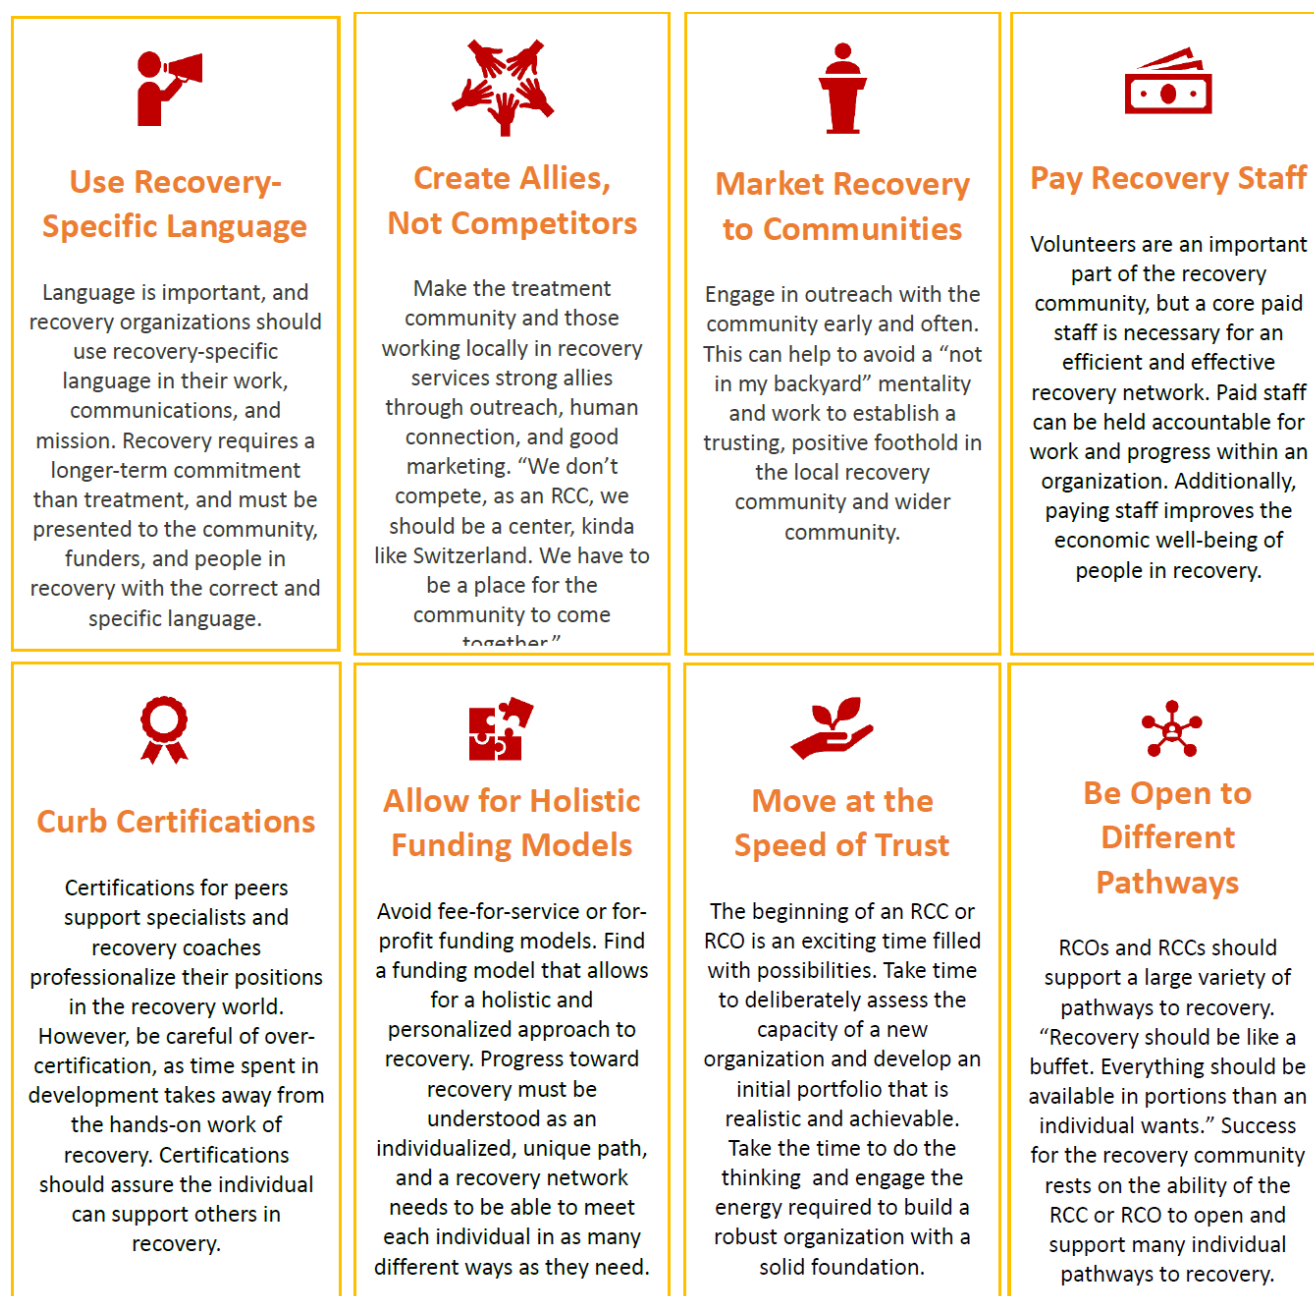 Use Recovery-
Specific Language
Language is important, and
recovery organizations should
use recovery-specific
language in their work,
communications, and
mission. Recovery requires a
longer-term commitment
than treatment, and must be
presented to the community,
funders, and people in
recovery with the correct and
specific language.
Create Allies,
Not Competitors
Make the treatment
community and those
working locally in recovery
services strong allies
through outreach, human
connection, and good
marketing. “We don’t
compete, as an RCC, we
should be a center, kinda
like Switzerland. We have to
be a place for the
community to come
together.”
Market Recovery
to Communities
Engage in outreach with the
community early and often.
This can help to avoid a “not
in my backyard” mentality
and work to establish a
trusting, positive foothold in
the local recovery
community and wider
community.
Pay Recovery Staff
Volunteers are an important
part of the recovery
community, but a core paid
staff is necessary for an
efficient and effective
recovery network. Paid staff
can be held accountable for
work and progress within an
organization. Additionally,
paying staff improves the
economic well-being of
people in recovery.
Curb Certifications
Certifications for peers
support specialists and
recovery coaches
professionalize their positions
in the recovery world.
However, be careful of over-
certification, as time spent in
development takes away from
the hands-on work of
recovery. Certifications
should assure the individual
can support others in
recovery.
Allow for Holistic
Funding Models
Avoid fee-for-service or for-
profit funding models. Find
a funding model that allows
for a holistic and
personalized approach to
recovery. Progress toward
recovery must be
understood as an
individualized, unique path,
and a recovery network
needs to be able to meet
each individual in as many
different ways as they need.
Move at the
Speed of Trust
The beginning of an RCC or
RCO is an exciting time filled
with possibilities. Take time
to deliberately assess the
capacity of a new
organization and develop an
initial portfolio that is
realistic and achievable.
Take the time to do the
thinking  and engage the
energy required to build a
robust organization with a
solid foundation.
Be Open to
Different
Pathways
RCOs and RCCs should
support a large variety of
pathways to recovery.
“Recovery should be like a
buffet. Everything should be
available in portions than an
individual wants.” Success
for the recovery community
rests on the ability of the
RCC or RCO to open and
support many individual
pathways to recovery.